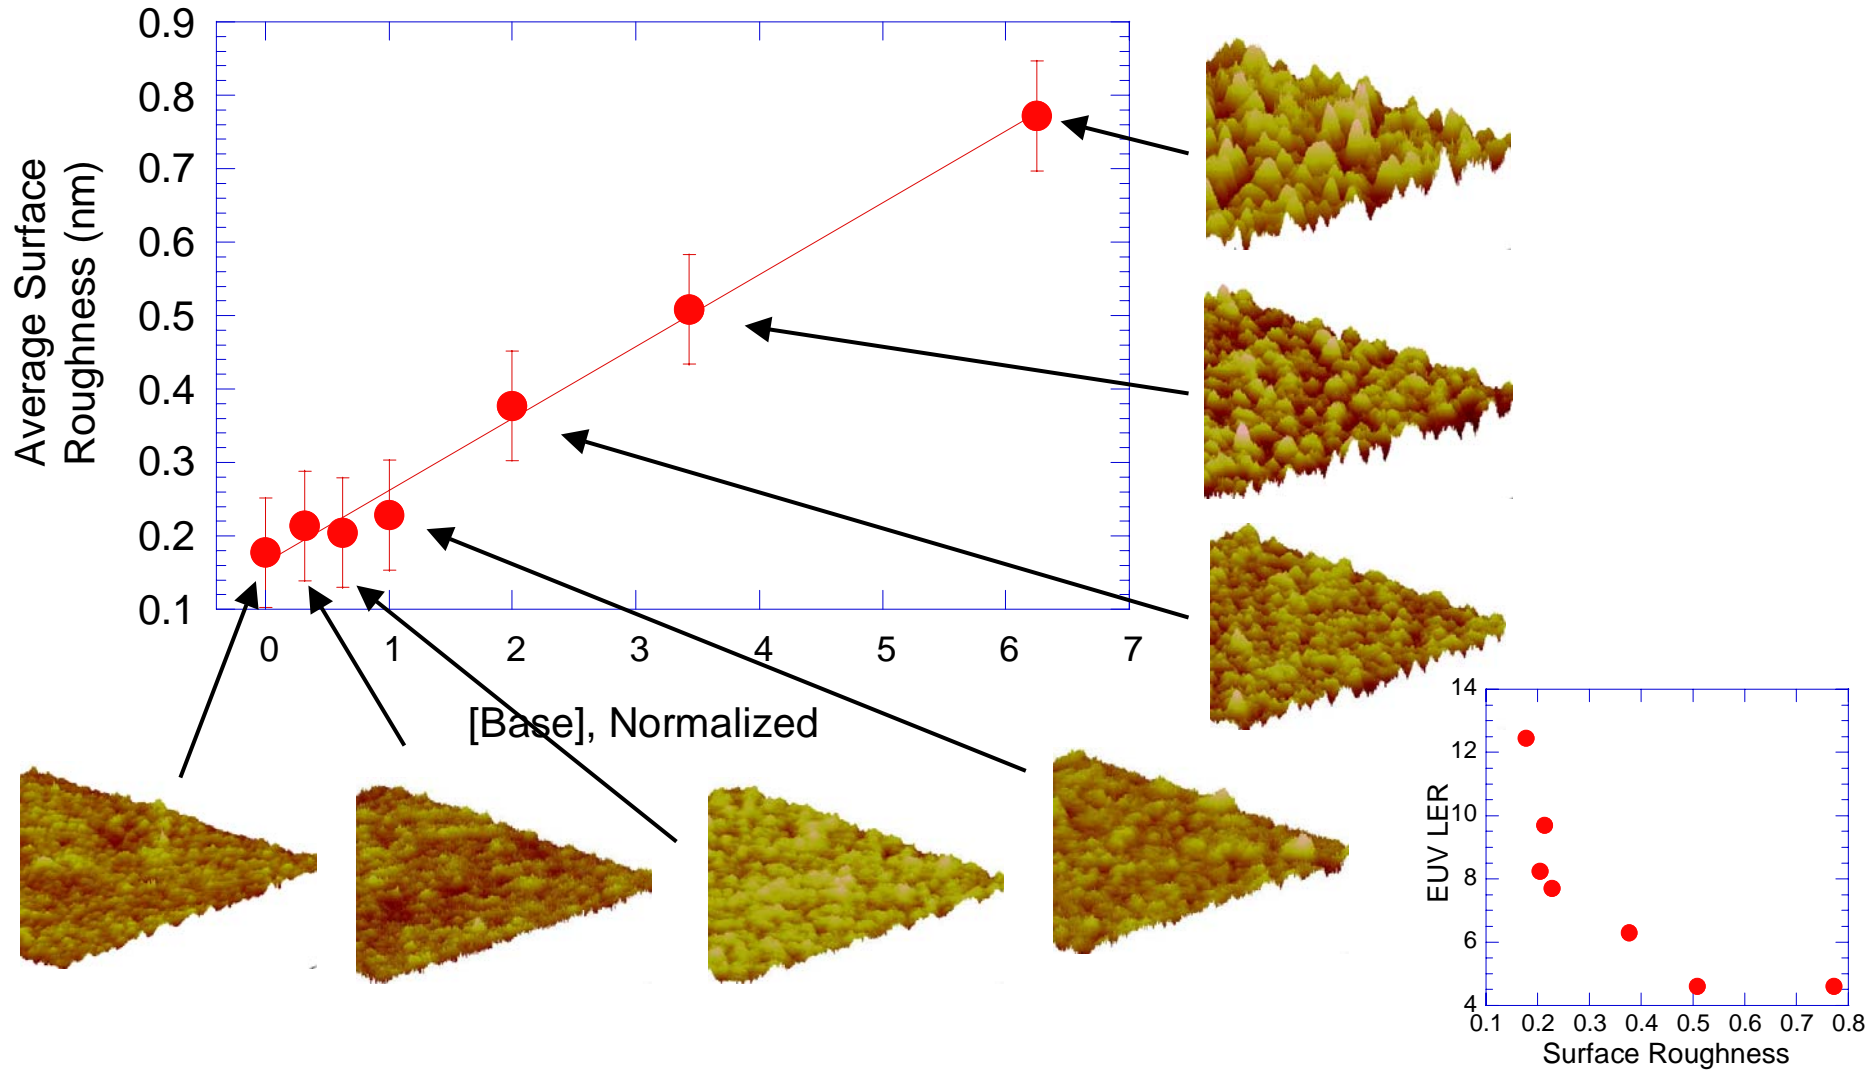 Average Surface
Roughness (nm)
0.9
0.8
0.7
0.6
0.5
0.4
0.3
0.2
0.1
0 1 2 3 4 5 6 7
[Base], Normalized
EUV LER
14
12
10
8
6
4
0.1 0.2 0.3 0.4 0.5 0.6 0.7 0.8
Surface Roughness